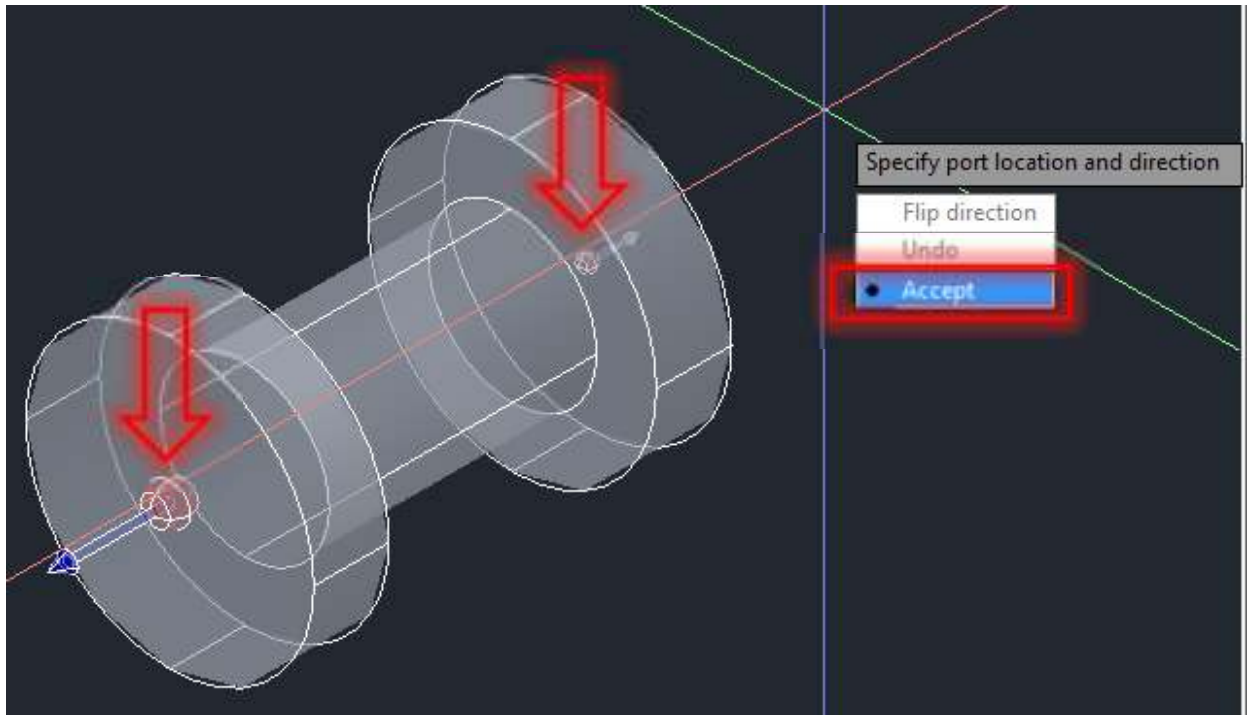 Specify port location and direction
Flip direction
Undo
Accept